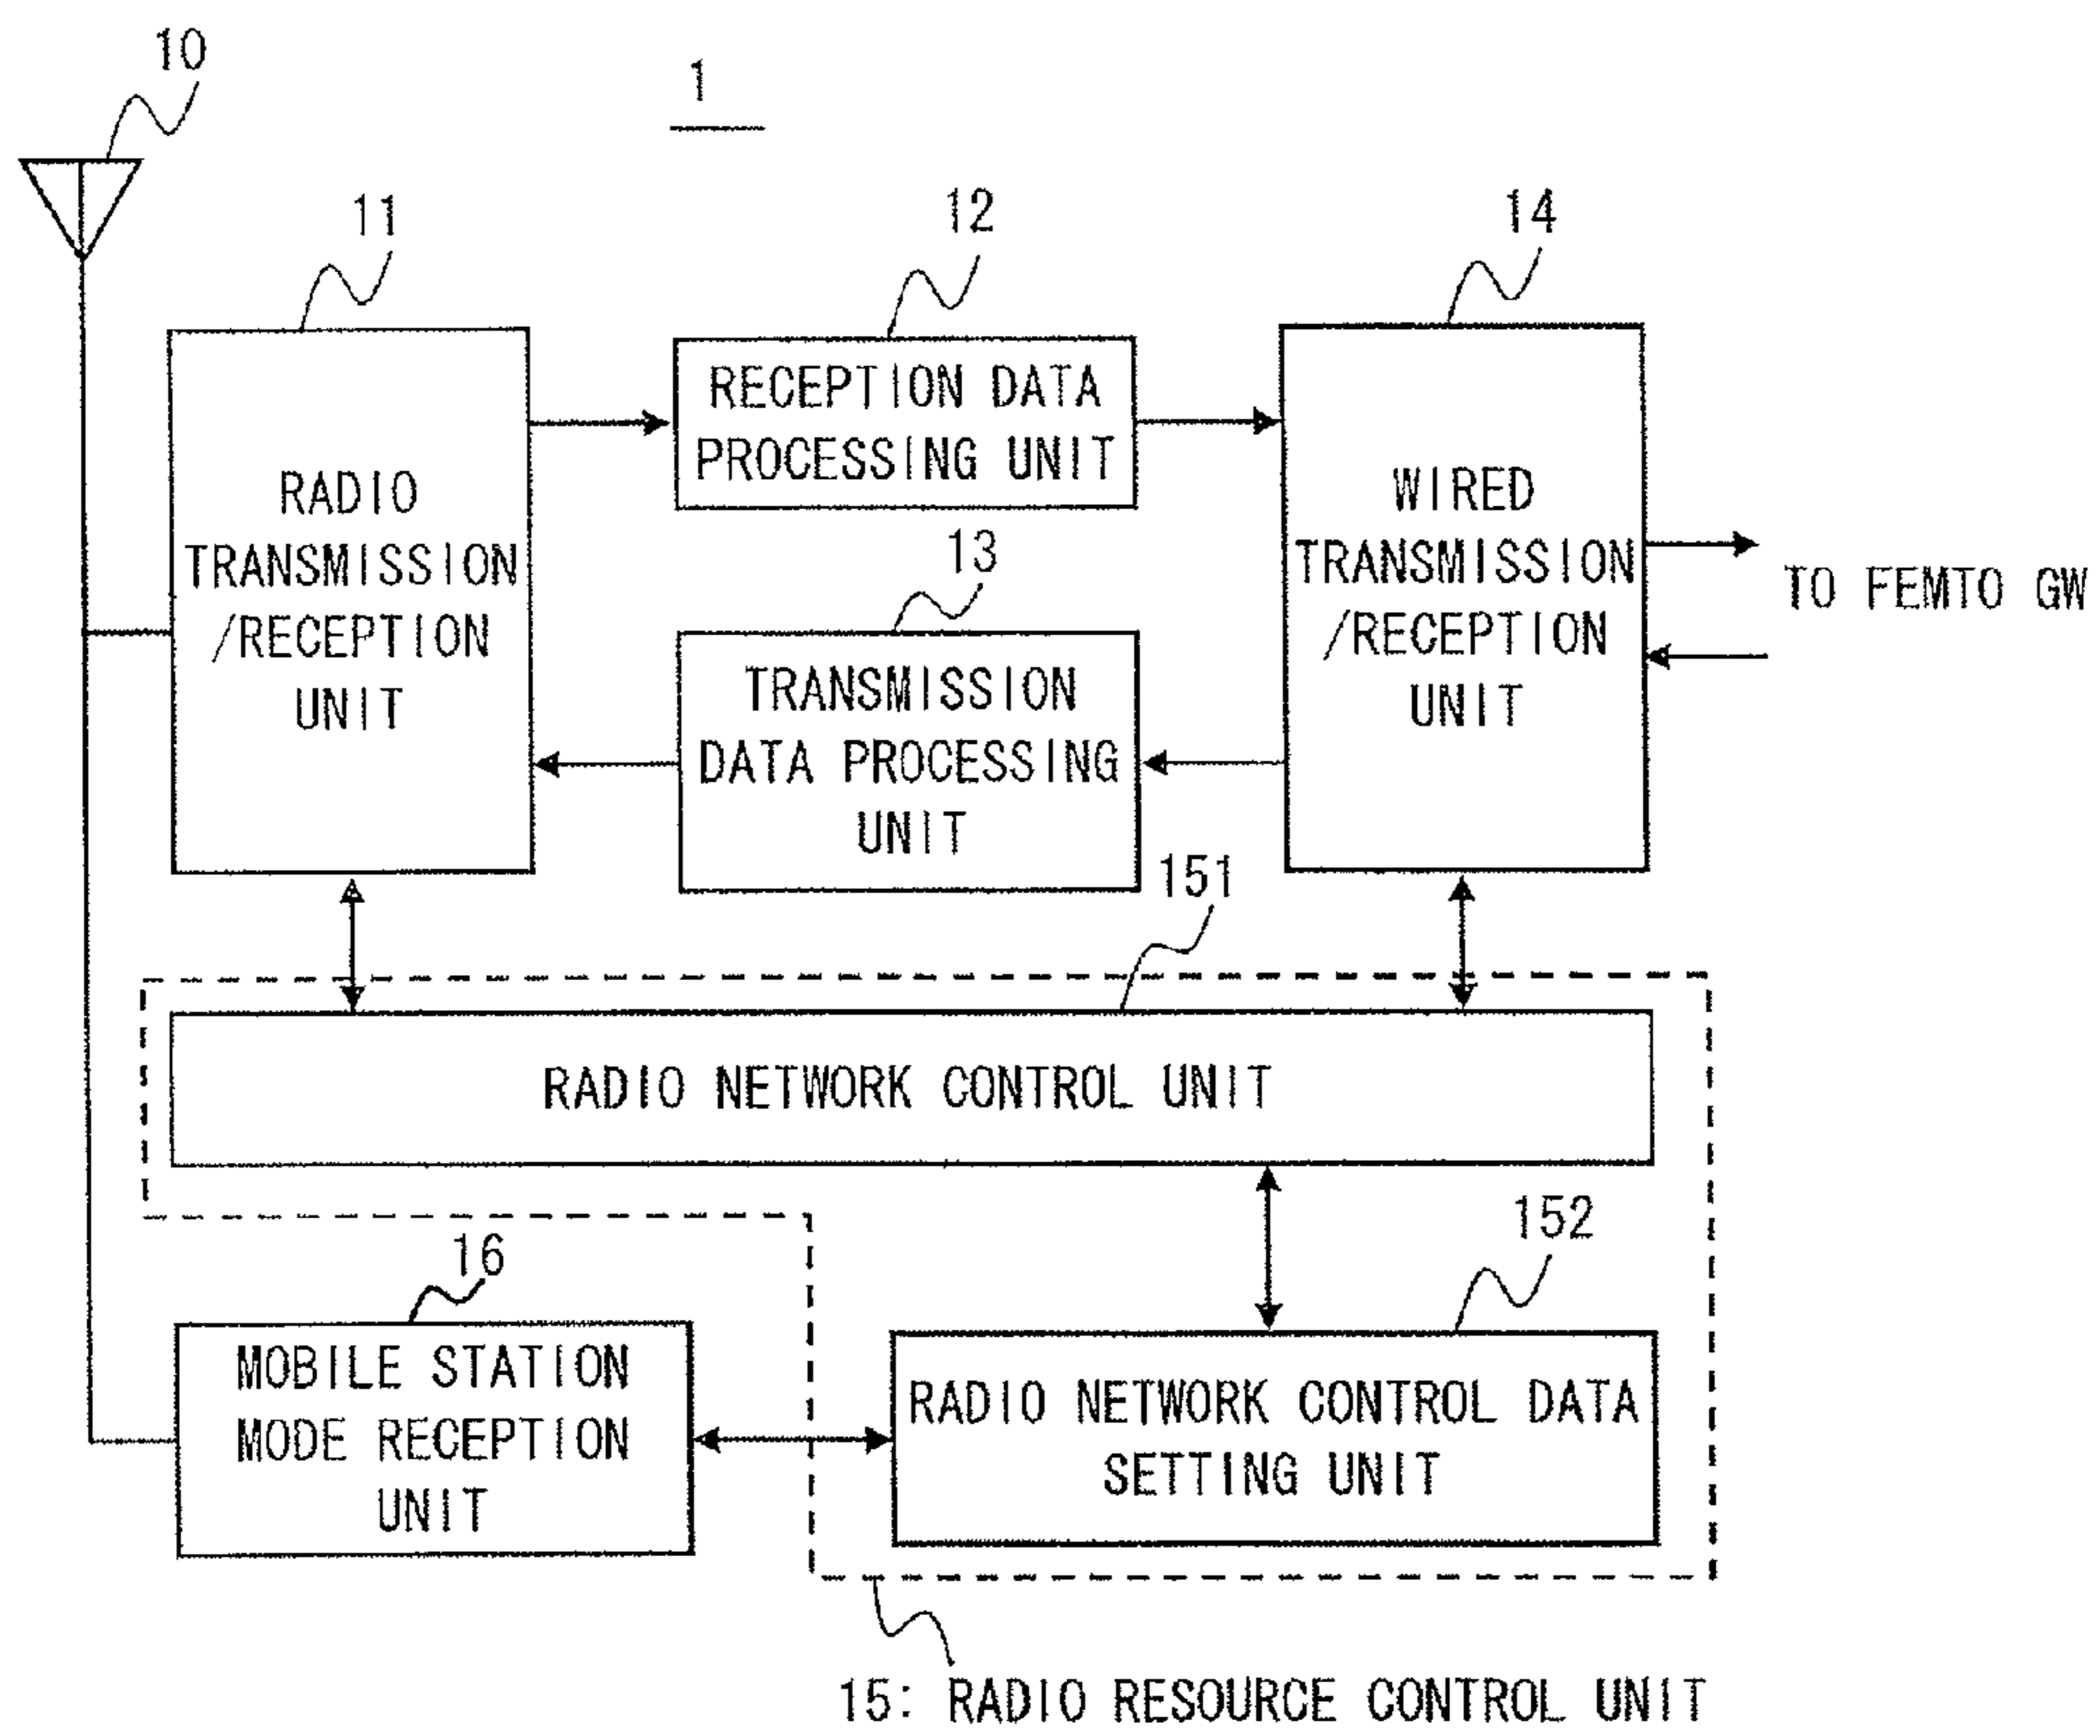 10
1
11
12
14
RECEPTION DATA
PROCESSING UNIT
RADIO
TRANSMISSION
/RECEPTION
UNIT
WIRED
TRANSMISSION
/RECEPTION
UNIT
TO FEMTO GW
13
TRANSMISSION
DATA PROCESSING
UNIT
151
RADIO NETWORK CONTROL UNIT
152
16
MOBILE STATION
MODE RECEPTION
UNIT
RADIO NETWORK CONTROL DATA
SETTING UNIT
15: RADIO RESOURCE CONTROL UNIT